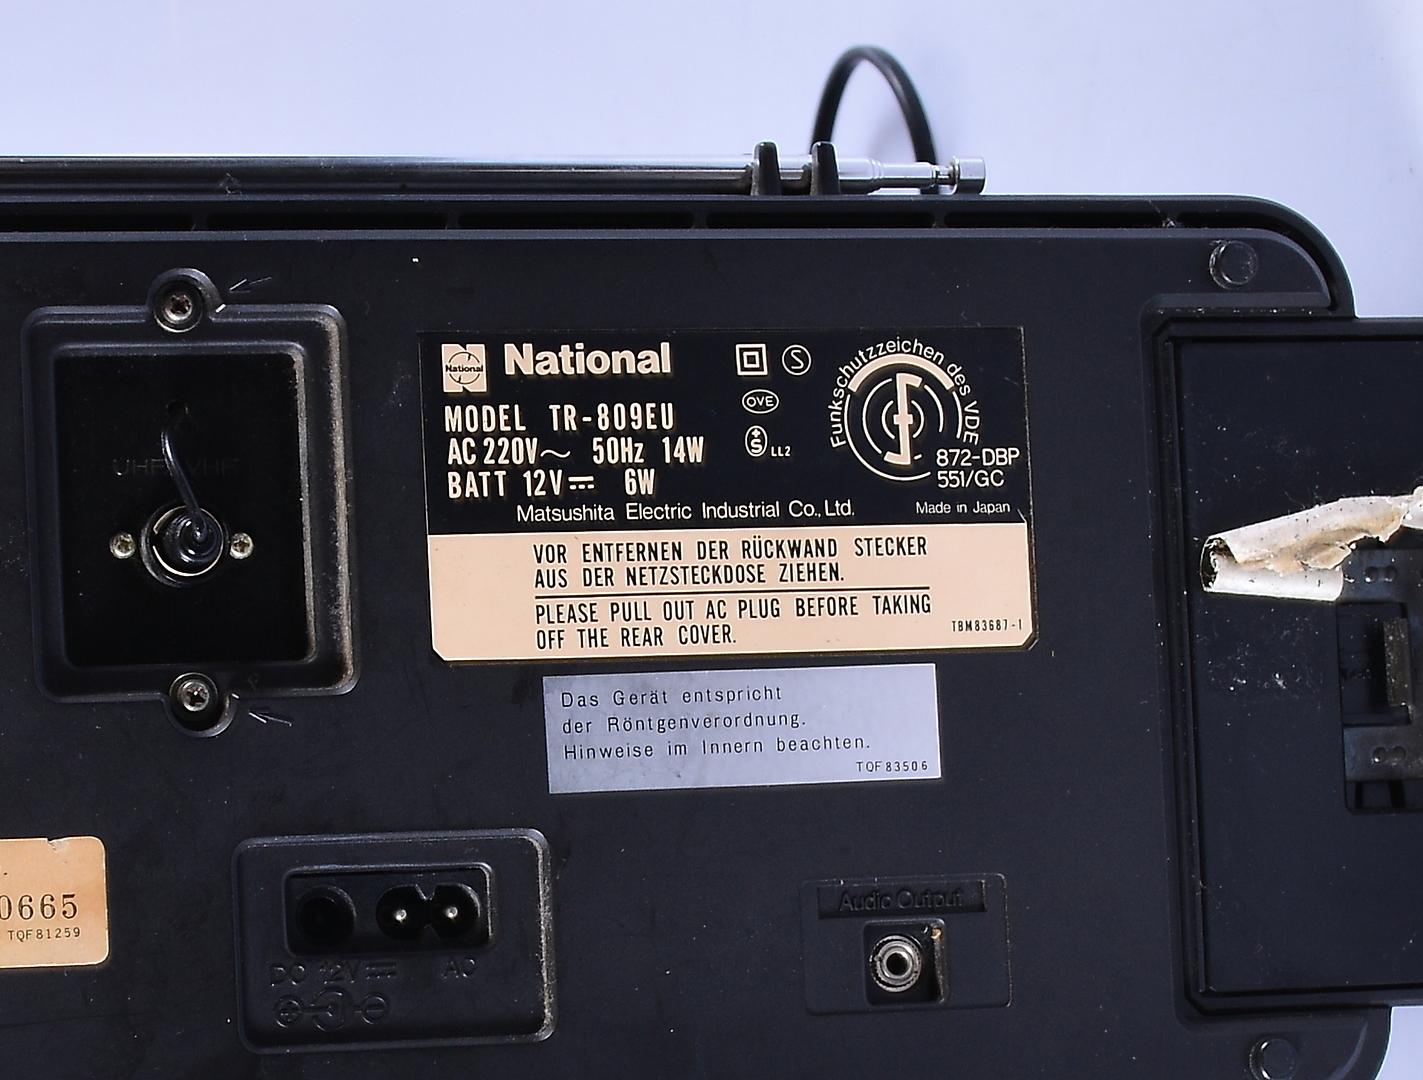 National
National
MODEL TR-809EU
AC 220V～ 50Hz 14W
BATT 12V⎓ 6W
Matsushita Electric Industrial Co., Ltd.
S
OVE
S LL2
Funkschutzzeichen des VDE
872-DBP
551/GC
Made in Japan
VOR ENTFERNEN DER RÜCKWAND STECKER
AUS DER NETZSTECKDOSE ZIEHEN.
PLEASE PULL OUT AC PLUG BEFORE TAKING
OFF THE REAR COVER.
TBM83687-1
UHF/VHF
Das Gerät entspricht
der Röntgenverordnung.
Hinweise im Innern beachten.
TQF83506
0665
TQF81259
DC 12V⎓ AC
Audio Output